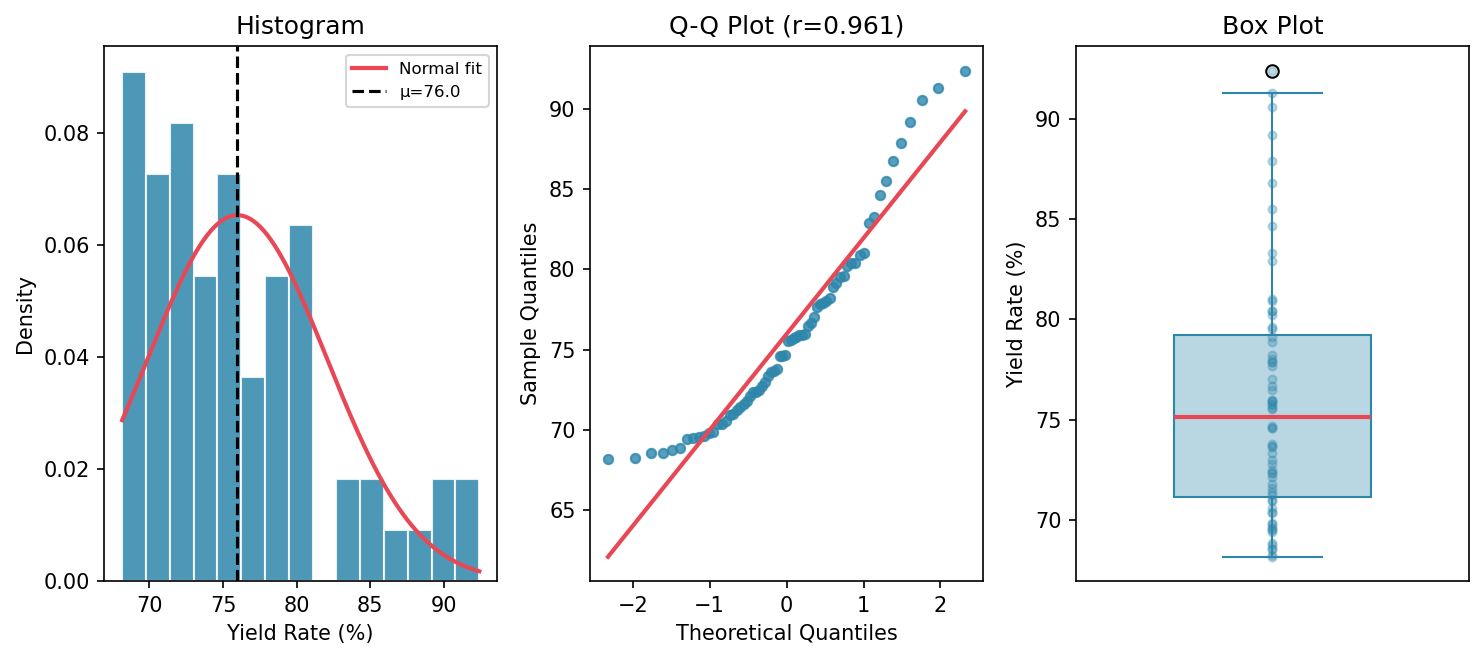 Histogram
Normal fit
μ=76.0
Density
0.08
0.06
0.04
0.02
0.00
70 75 80 85 90
Yield Rate (%)
Q-Q Plot (r=0.961)
Sample Quantiles
90
85
80
75
70
65
−2 −1 0 1 2
Theoretical Quantiles
Box Plot
Yield Rate (%)
90
85
80
75
70